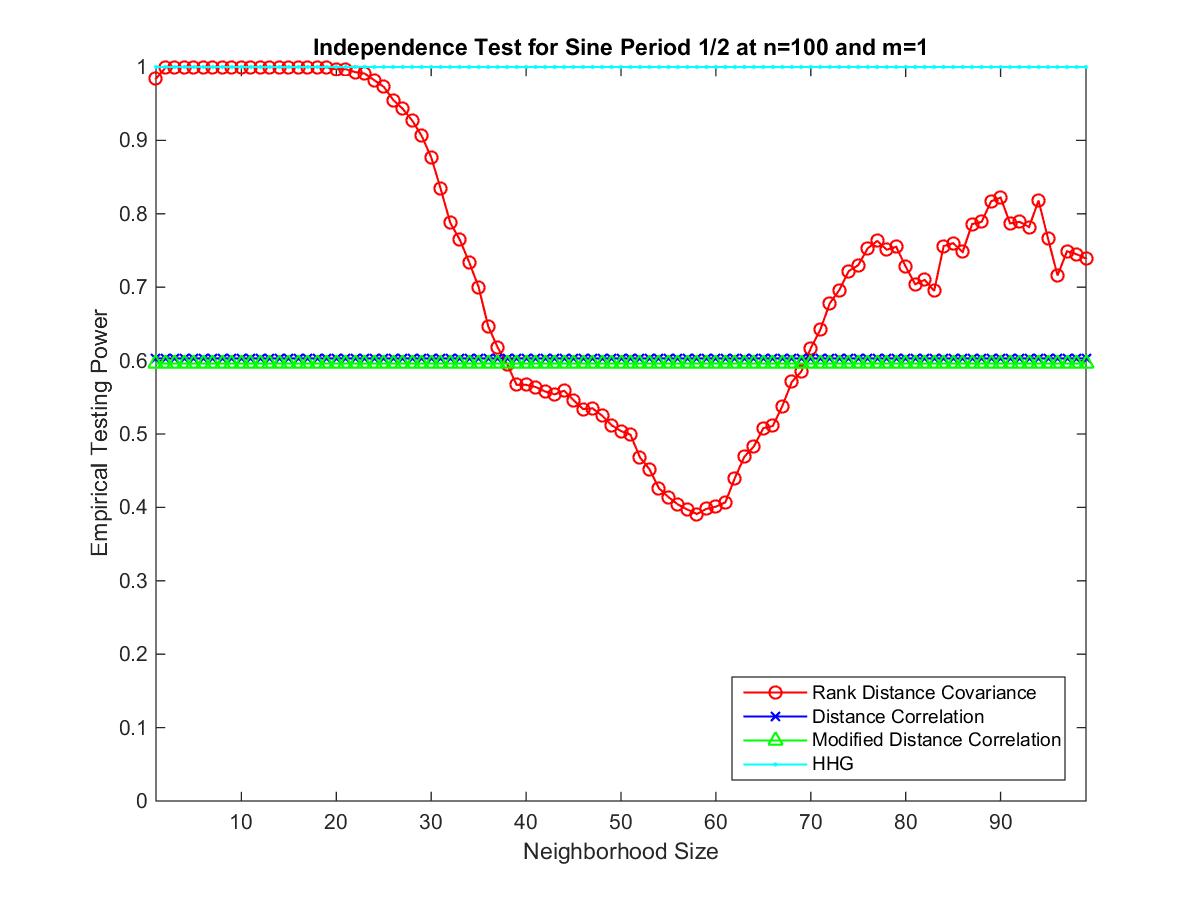 Independence Test for Sine Period 1/2 at n=100 and m=1
1
0.9
0.8
0.7
0.6
0.5
0.4
0.3
0.2
0.1
0
Empirical Testing Power
Rank Distance Covariance
Distance Correlation
Modified Distance Correlation
HHG
10 20 30 40 50 60 70 80 90
Neighborhood Size